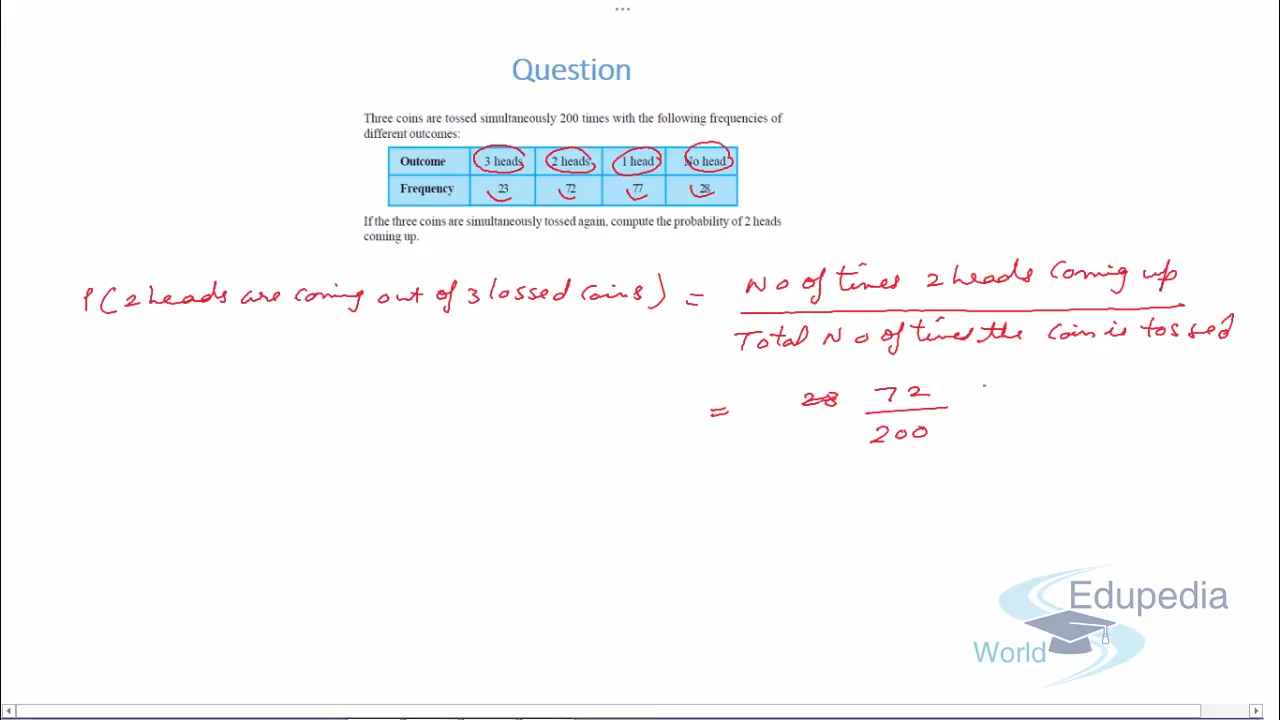 ...
Question
Three coins are tossed simultaneously 200 times with the following frequencies of
different outcomes:
Outcome 3 heads 2 heads 1 head No head
Frequency 23 72 77 28
If the three coins are simultaneously tossed again, compute the probability of 2 heads
coming up.
P(2 heads are coming out of 3 tossed coins) = No of times 2 heads coming up
Total No of times the coin is tossed
= 28 72
200
Edupedia
World